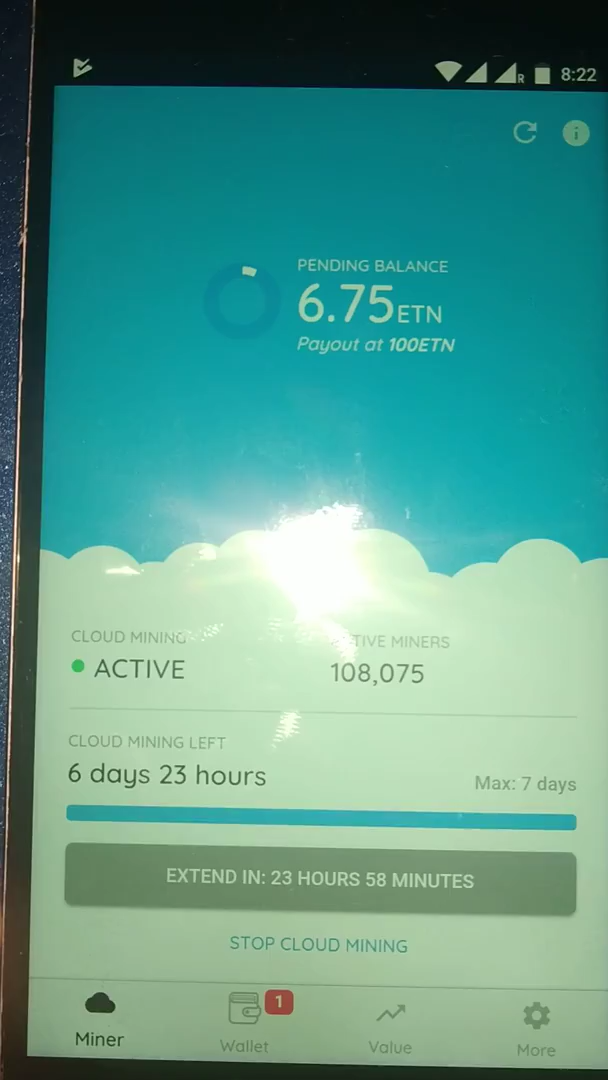 R 8:22
PENDING BALANCE
6.75ETN
Payout at 100ETN
CLOUD MINING
ACTIVE MINERS
ACTIVE
108,075
CLOUD MINING LEFT
6 days 23 hours
Max: 7 days
EXTEND IN: 23 HOURS 58 MINUTES
STOP CLOUD MINING
1
Miner
Wallet
Value
More